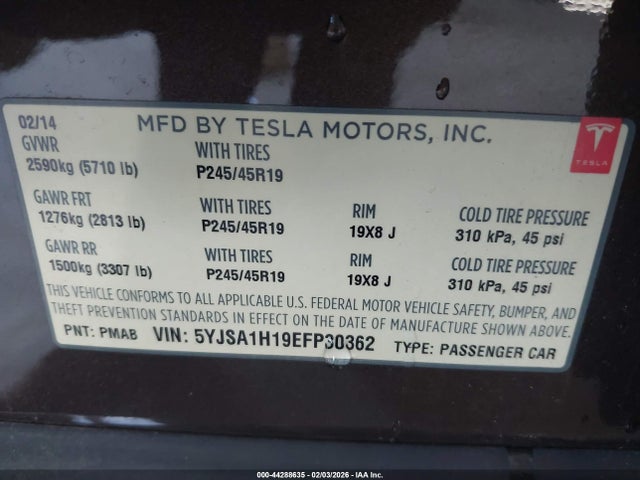 02/14
MFD BY TESLA MOTORS, INC.
TESLA
GVWR
2590kg (5710 lb)
WITH TIRES
P245/45R19
GAWR FRT
1276kg (2813 lb)
WITH TIRES
P245/45R19
RIM
19X8 J
COLD TIRE PRESSURE
310 kPa, 45 psi
GAWR RR
1500kg (3307 lb)
WITH TIRES
P245/45R19
RIM
19X8 J
COLD TIRE PRESSURE
310 kPa, 45 psi
THIS VEHICLE CONFORMS TO ALL APPLICABLE U.S. FEDERAL MOTOR VEHICLE SAFETY, BUMPER, AND
THEFT PREVENTION STANDARDS IN EFFECT ON THE DATE OF MANUFACTURE SHOWN ABOVE.
PNT: PMAB VIN: 5YJSA1H19EFP30362 TYPE: PASSENGER CAR
000-44288635 - 02/03/2026 - IAA Inc.